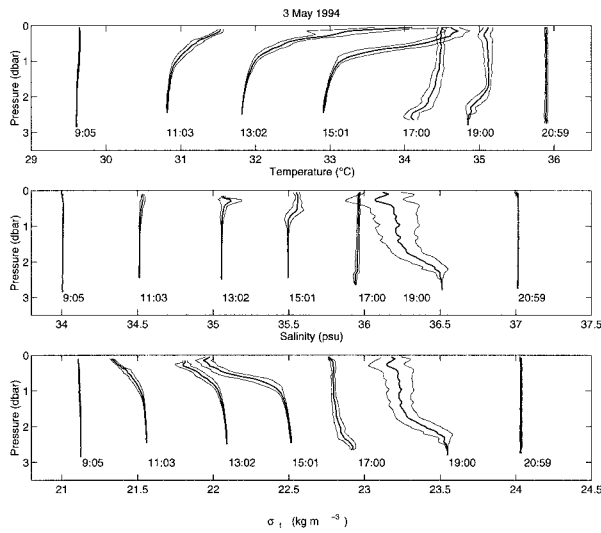 3 May 1994
0
1
2
3
Pressure (dbar)
9:05 11:03 13:02 15:01 17:00 19:00 20:59
29 30 31 32 33 34 35 36
Temperature (°C)
0
1
2
3
Pressure (dbar)
9:05 11:03 13:02 15:01 17:00 19:00 20:59
34 34.5 35 35.5 36 36.5 37 37.5
Salinity (psu)
0
1
2
3
Pressure (dbar)
9:05 11:03 13:02 15:01 17:00 19:00 20:59
21 21.5 22 22.5 23 23.5 24 24.5
σ t (kg m −3)